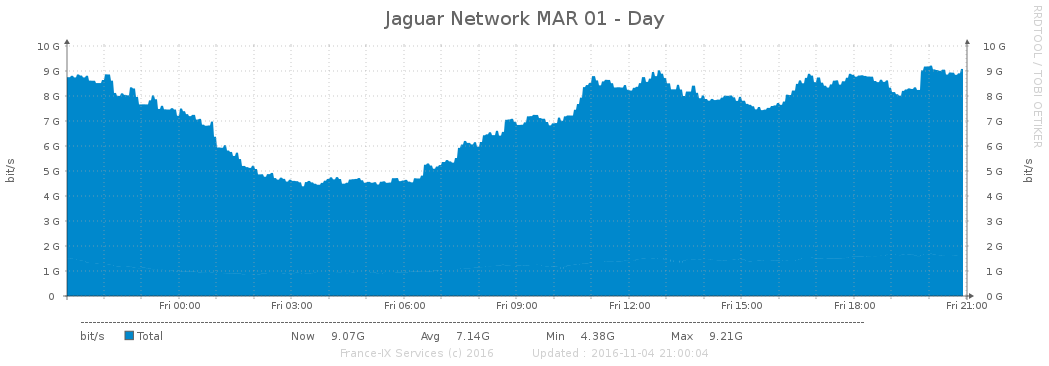 Jaguar Network MAR 01 - Day
RRDTOOL / TOBI OETIKER
bit/s
10 G
9 G
8 G
7 G
6 G
5 G
4 G
3 G
2 G
1 G
0
10 G
9 G
8 G
7 G
6 G
5 G
4 G
3 G
2 G
1 G
0 G
bit/s
Fri 00:00 Fri 03:00 Fri 06:00 Fri 09:00 Fri 12:00 Fri 15:00 Fri 18:00 Fri 21:00
bit/s Total Now 9.07G Avg 7.14G Min 4.38G Max 9.21G
France-IX Services (c) 2016 Updated : 2016-11-04 21:00:04